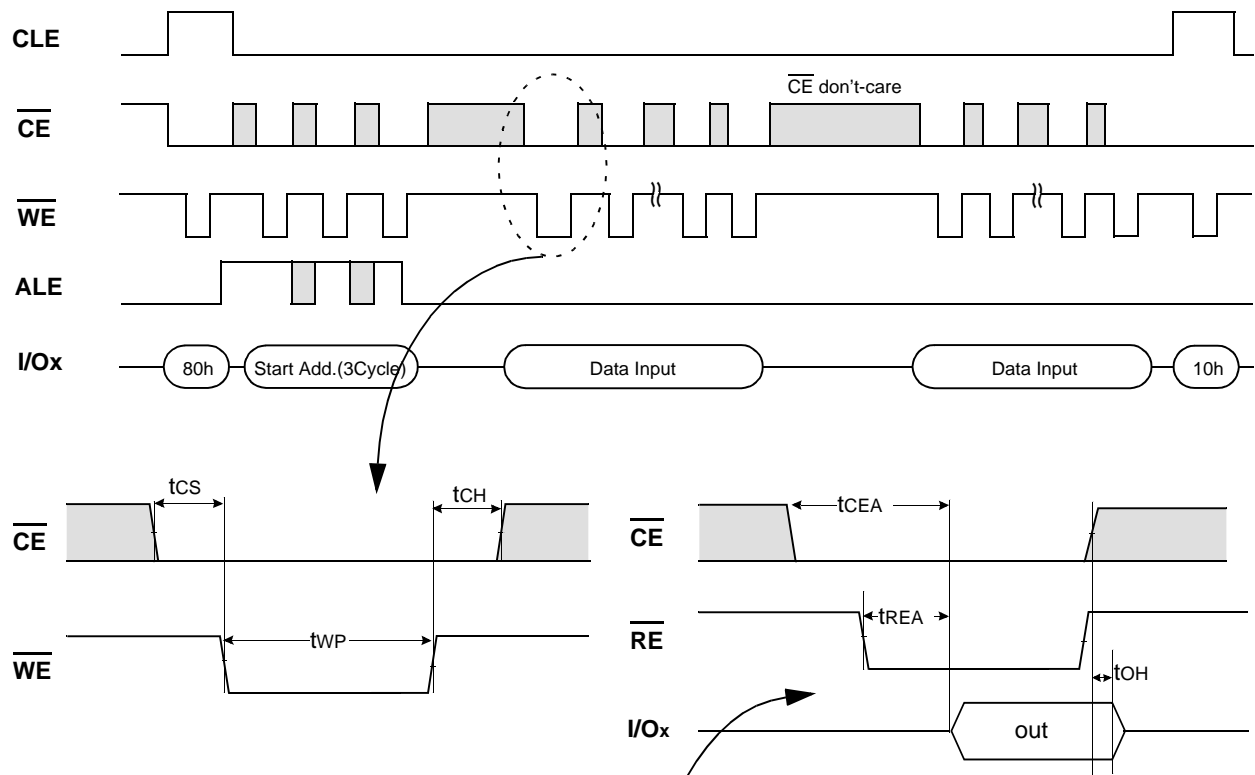 CLE
CE don't-care
CE
WE
ALE
I/Ox 80h Start Add.(3Cycle) Data Input Data Input 10h
tCS tCH
CE
tWP
WE
tCEA
CE
tREA
RE
tOH
I/Ox out